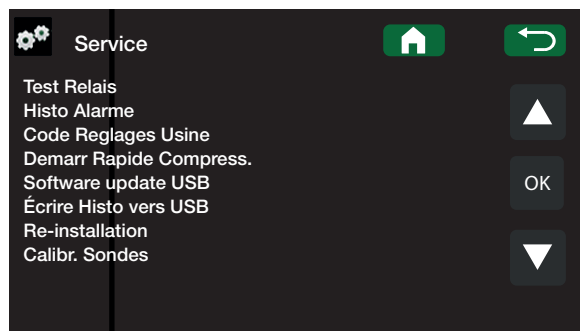 Service
Test Relais
Histo Alarme
Code Reglages Usine
Demarr Rapide Compress.
Software update USB
Écrire Histo vers USB
Re-installation
Calibr. Sondes
OK